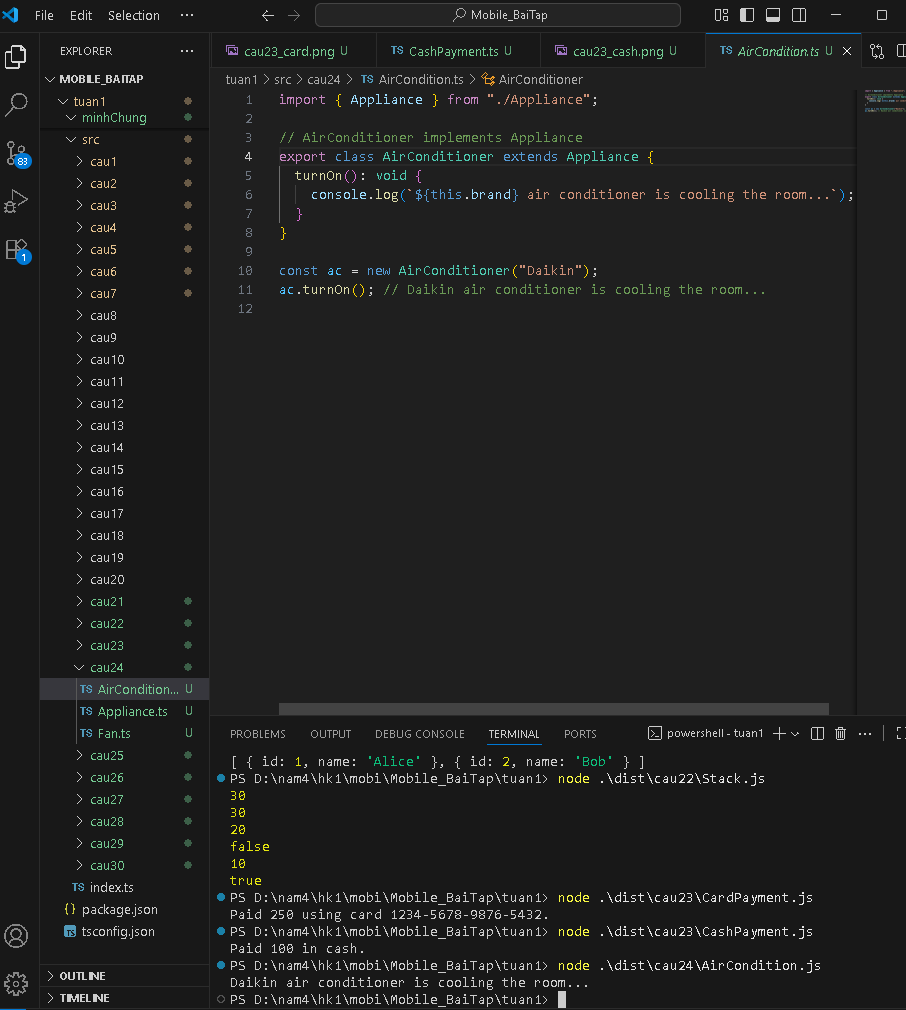 File Edit Selection ··· Mobile_BaiTap
EXPLORER ···
MOBILE_BAITAP
tuan1
minhChung
src
cau1
cau2
cau3
cau4
cau5
cau6
cau7
cau8
cau9
cau10
cau11
cau12
cau13
cau14
cau15
cau16
cau17
cau18
cau19
cau20
cau21
cau22
cau23
cau24
TS AirCondition... U
TS Appliance.ts U
TS Fan.ts U
cau25
cau26
cau27
cau28
cau29
cau30
TS index.ts
{} package.json
TS tsconfig.json
OUTLINE
TIMELINE
83
1
cau23_card.png U TS CashPayment.ts U cau23_cash.png U TS AirCondition.ts U
tuan1 > src > cau24 > TS AirCondition.ts > AirConditioner
1 import { Appliance } from "./Appliance";
2
3 // AirConditioner implements Appliance
4 export class AirConditioner extends Appliance {
5 turnOn(): void {
6 console.log(`${this.brand} air conditioner is cooling the room...`);
7 }
8 }
9
10 const ac = new AirConditioner("Daikin");
11 ac.turnOn(); // Daikin air conditioner is cooling the room...
12
PROBLEMS OUTPUT DEBUG CONSOLE TERMINAL PORTS powershell - tuan1 ···
[ { id: 1, name: 'Alice' }, { id: 2, name: 'Bob' } ]
PS D:\nam4\hk1\mobi\Mobile_BaiTap\tuan1> node .\dist\cau22\Stack.js
30
30
20
false
10
true
PS D:\nam4\hk1\mobi\Mobile_BaiTap\tuan1> node .\dist\cau23\CardPayment.js
Paid 250 using card 1234-5678-9876-5432.
PS D:\nam4\hk1\mobi\Mobile_BaiTap\tuan1> node .\dist\cau23\CashPayment.js
Paid 100 in cash.
PS D:\nam4\hk1\mobi\Mobile_BaiTap\tuan1> node .\dist\cau24\AirCondition.js
Daikin air conditioner is cooling the room...
PS D:\nam4\hk1\mobi\Mobile_BaiTap\tuan1>